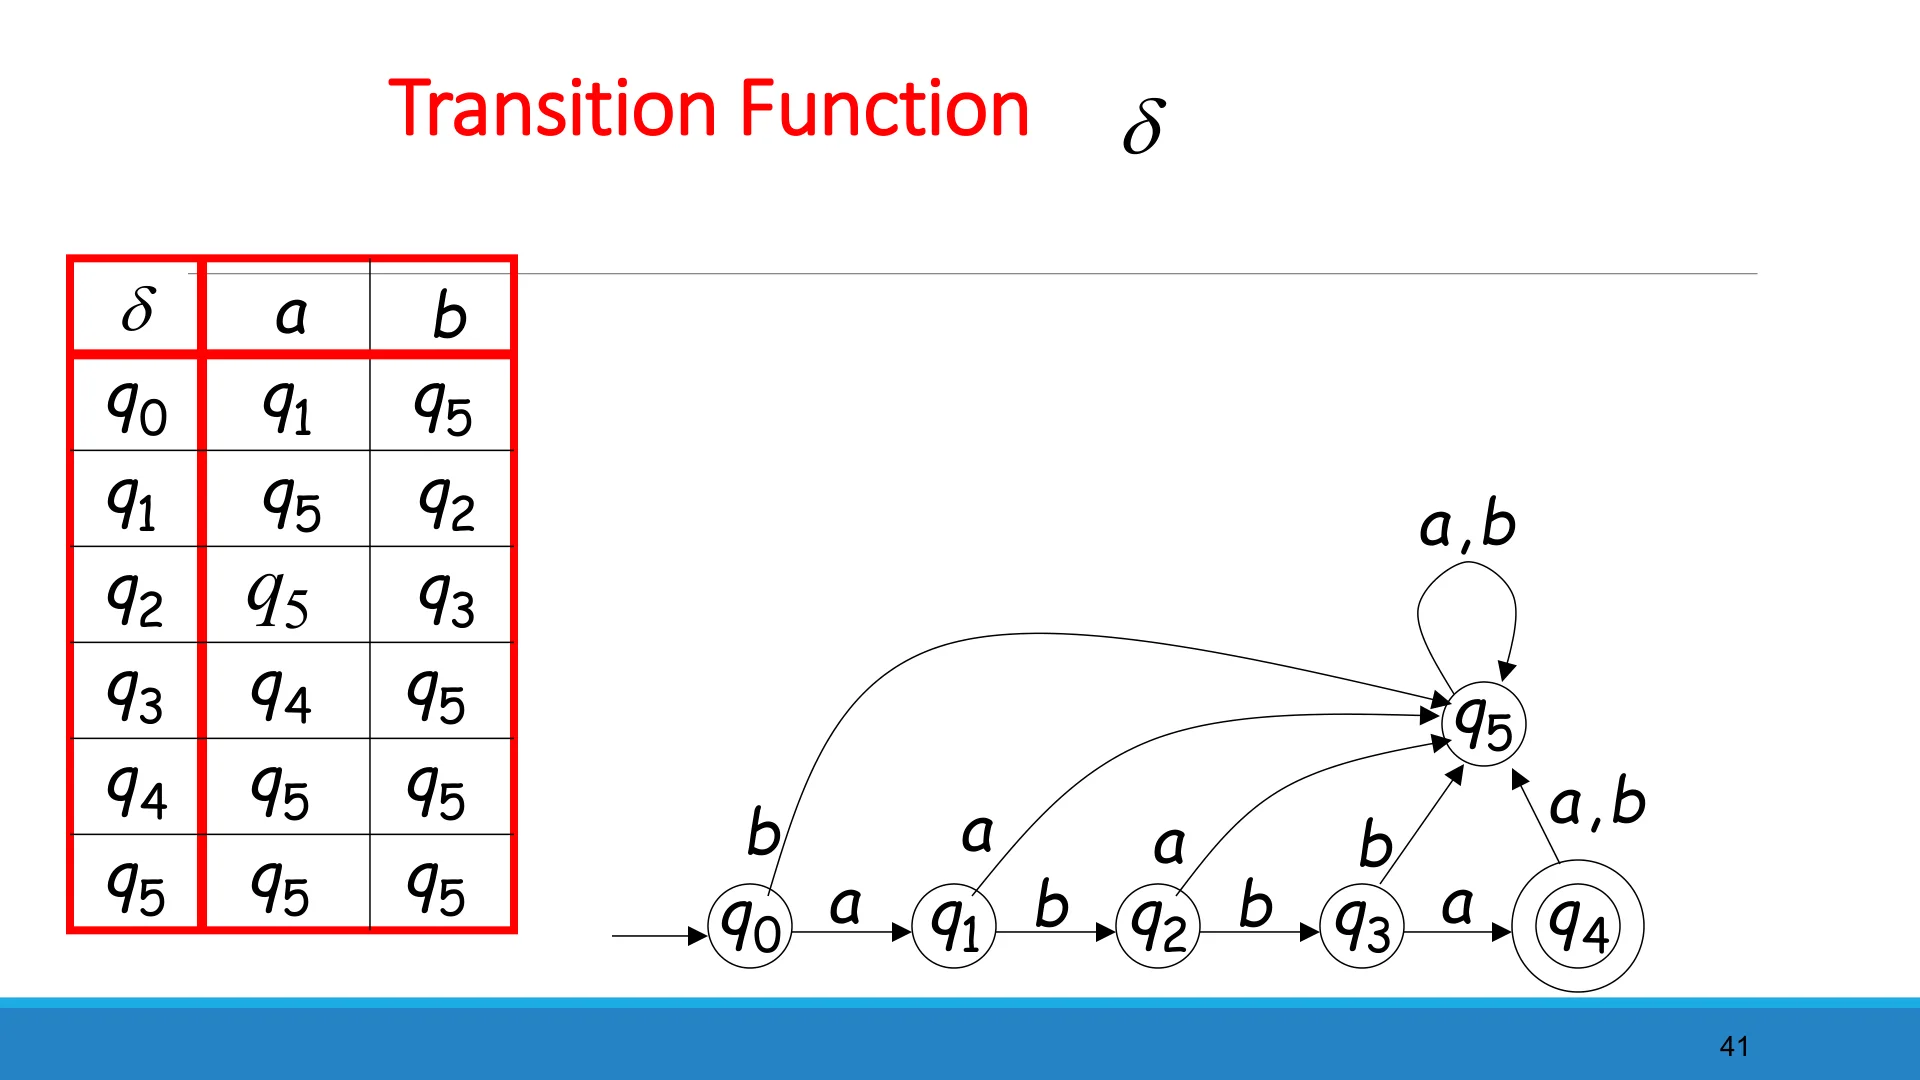 Transition Function δ
δ a b
q0 q1 q5
q1 q5 q2
q2 q5 q3
q3 q4 q5
q4 q5 q5
q5 q5 q5
a,b
q5
a,b
b a a b
q0 a q1 b q2 b q3 a q4
41